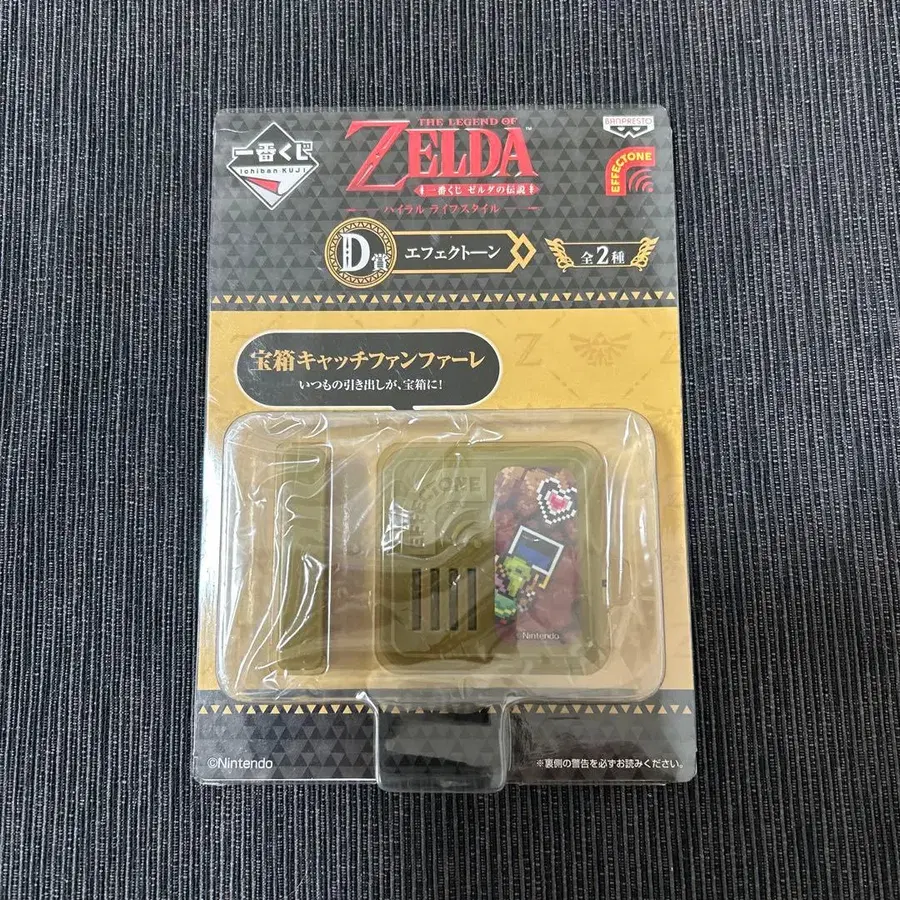 一番くじ
Ichiban KUJI
THE LEGEND OF
ZELDA™
一番くじ ゼルダの伝説
ハイラル ライフスタイル
BANPRESTO
EFFECTONE
D賞
エフェクトーン
全2種
宝箱キャッチファンファーレ
いつもの引き出しが、宝箱に!
EFFECTONE
©Nintendo
©Nintendo
※裏側の警告を必ずお読みください。